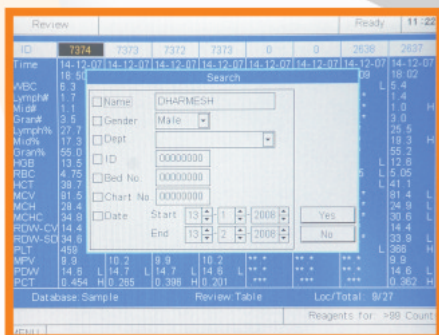 Review Ready 11:22
ID 7374 7373 7372 7373 0 0 2638 2637
Time 14-12-07 14-12-07 14-12-07 14-12-07 14-12-07 14-12-07 14-12-07 14-12-07
18:50 Search 09 18:02
WBC 6.3 L 5.4
Lymph# 1.7 * 1.4
Mid# 1.1 1.0 H
Gran# 3.5 * 3.0
Lymph% 27.7 25.5
Mid% 17.3 19.3 H
Gran% 55.0 55.2
HGB 13.5 L 12.6
RBC 4.75 L 5.05
HCT 38.7 L 41.1
MCV 81.5 81.4
MCH 28.4 24.9 L
MCHC 34.8 30.6 L
RDW-CV 14.4 14.4
RDW-SD 34.6 33.9 L
PLT 459 L 366 H
Name DHARMESH
Gender Male
Dept
ID 00000000
Bed No. 00000000
Chart No. 00000000
Date Start 13 - 1 - 2008 Yes
End 13 - 2 - 2008 No
MPV 9.9 10.2 9.9 10.2 ** * ** * 9.9
PDW 14.6 L 14.7 L 14.7 L 14.6 L ** * ** * 14.6 L
PCT 0.454 H 0.285 0.396 H 0.201 *** *** 0.362 H
Database: Sample Review: Table Loc/Total: 9/27
Reagents for >99 Count
MENU